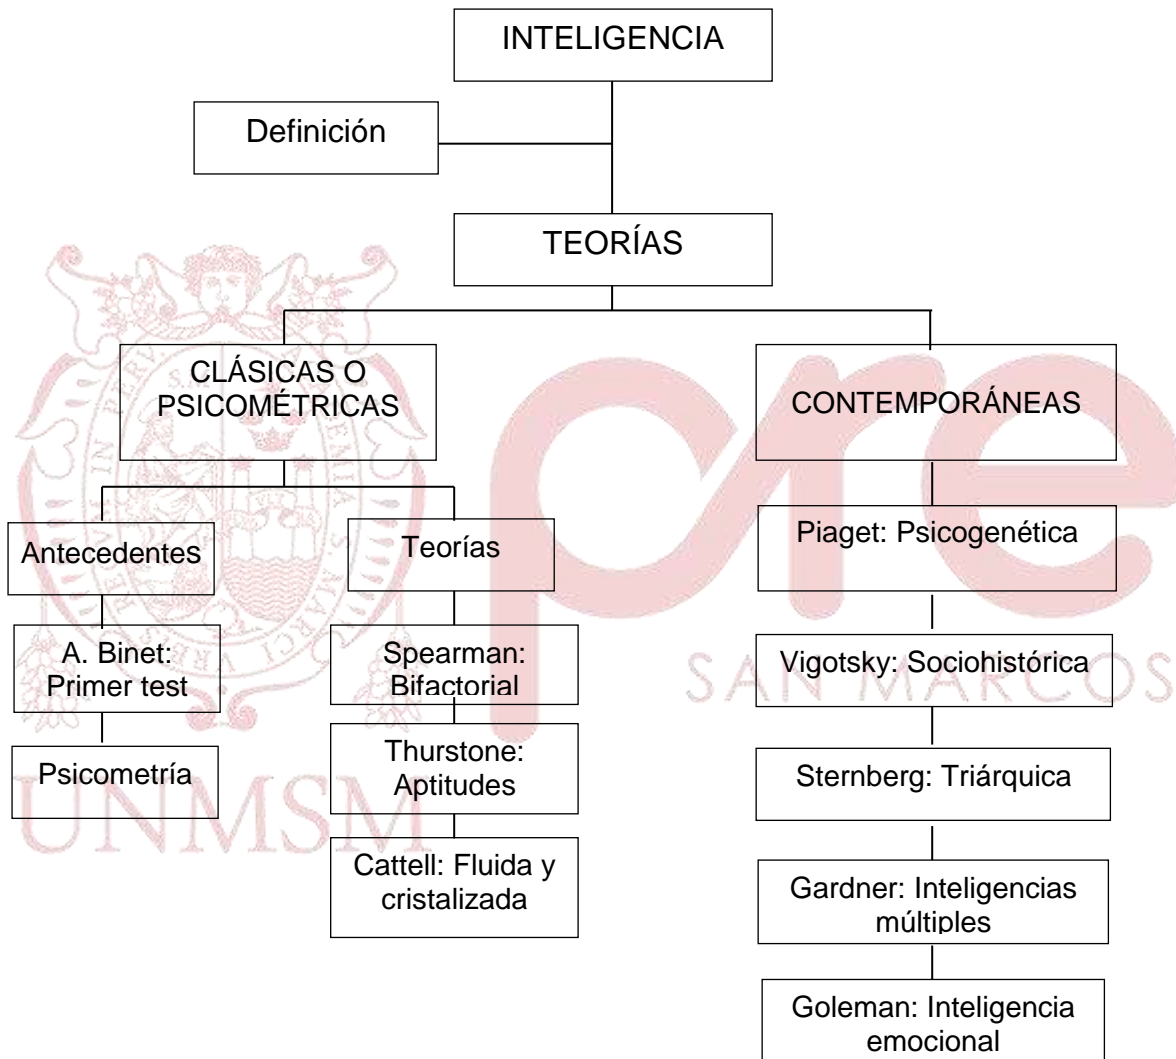 INTELIGENCIA
Definición
TEORÍAS
CLÁSICAS O
PSICOMÉTRICAS
CONTEMPORÁNEAS
Antecedentes
Teorías
Piaget: Psicogenética
A. Binet:
Primer test
Spearman:
Bifactorial
Vigotsky: Sociohistórica
Psicometría
Thurstone:
Aptitudes
Sternberg: Triárquica
Cattell: Fluida y
cristalizada
Gardner: Inteligencias
múltiples
Goleman: Inteligencia
emocional
pre
SAN MARCOS
UNMSM